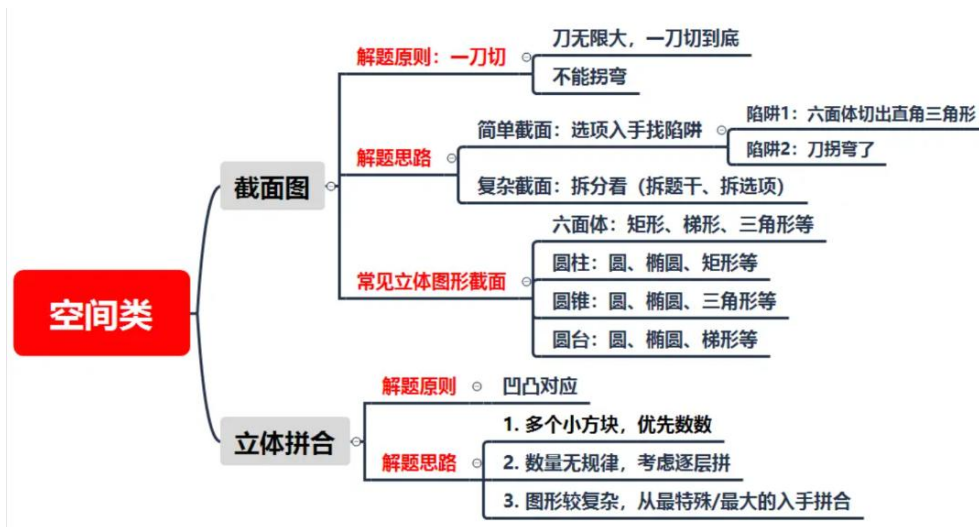 空间类
截面图
解题原则：一刀切
刀无限大，一刀切到底
不能拐弯
解题思路
简单截面：选项入手找陷阱
陷阱1：六面体切出直角三角形
陷阱2：刀拐弯了
复杂截面：拆分看（拆题干、拆选项）
常见立体图形截面
六面体：矩形、梯形、三角形等
圆柱：圆、椭圆、矩形等
圆锥：圆、椭圆、三角形等
圆台：圆、椭圆、梯形等
立体拼合
解题原则
凹凸对应
解题思路
1. 多个小方块，优先数数
2. 数量无规律，考虑逐层拼
3. 图形较复杂，从最特殊/最大的入手拼合